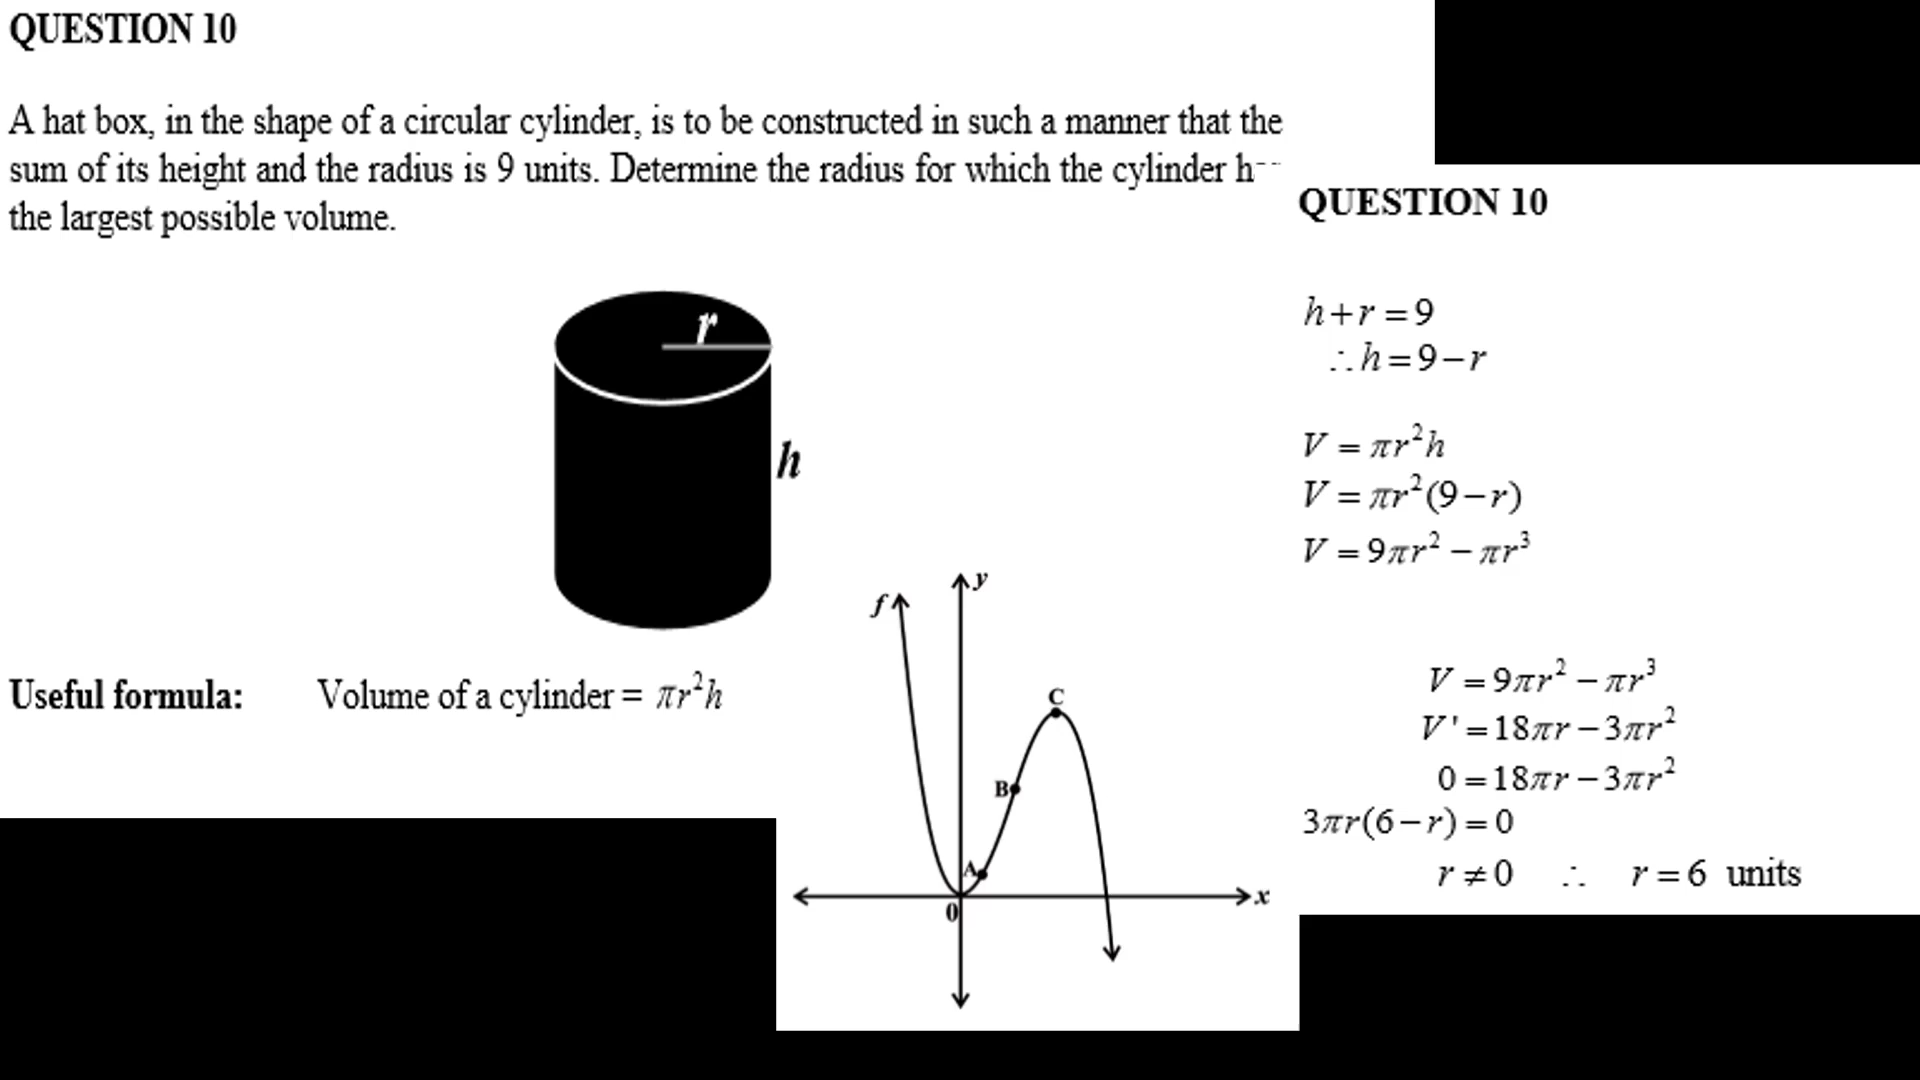 QUESTION 10
A hat box, in the shape of a circular cylinder, is to be constructed in such a manner that the
sum of its height and the radius is 9 units. Determine the radius for which the cylinder h
the largest possible volume.
r
h
Useful formula: Volume of a cylinder = πr²h
f
y
C
B
A
0
x
QUESTION 10
h+r=9
∴h=9−r
V = πr²h
V = πr²(9−r)
V = 9πr² − πr³
V = 9πr² − πr³
V' = 18πr − 3πr²
0 = 18πr − 3πr²
3πr(6−r) = 0
r ≠ 0 ∴ r = 6 units